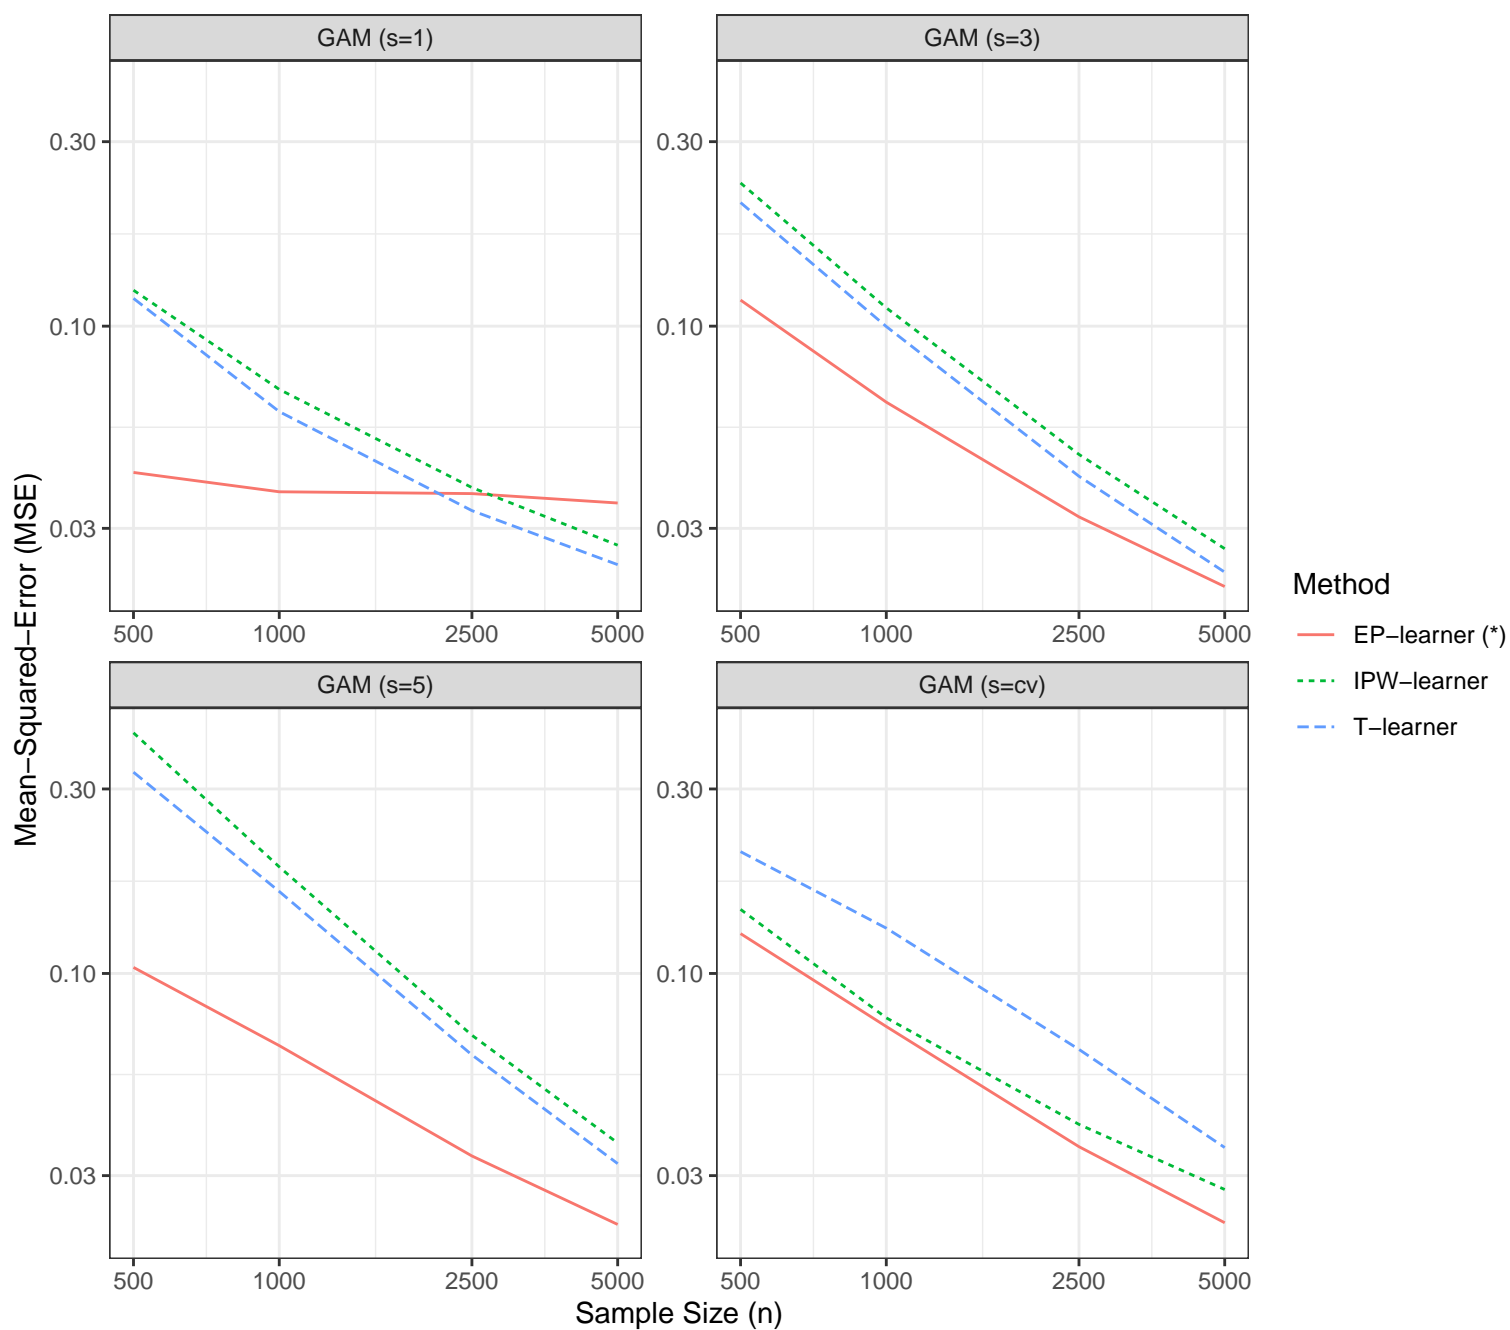 GAM (s=1)
GAM (s=3)
0.30
0.10
0.03
0.30
0.10
0.03
500 1000 2500 5000
500 1000 2500 5000
GAM (s=5)
GAM (s=cv)
0.30
0.10
0.03
0.30
0.10
0.03
500 1000 2500 5000
500 1000 2500 5000
Sample Size (n)
Mean−Squared−Error (MSE)
Method
EP−learner (*)
IPW−learner
T−learner